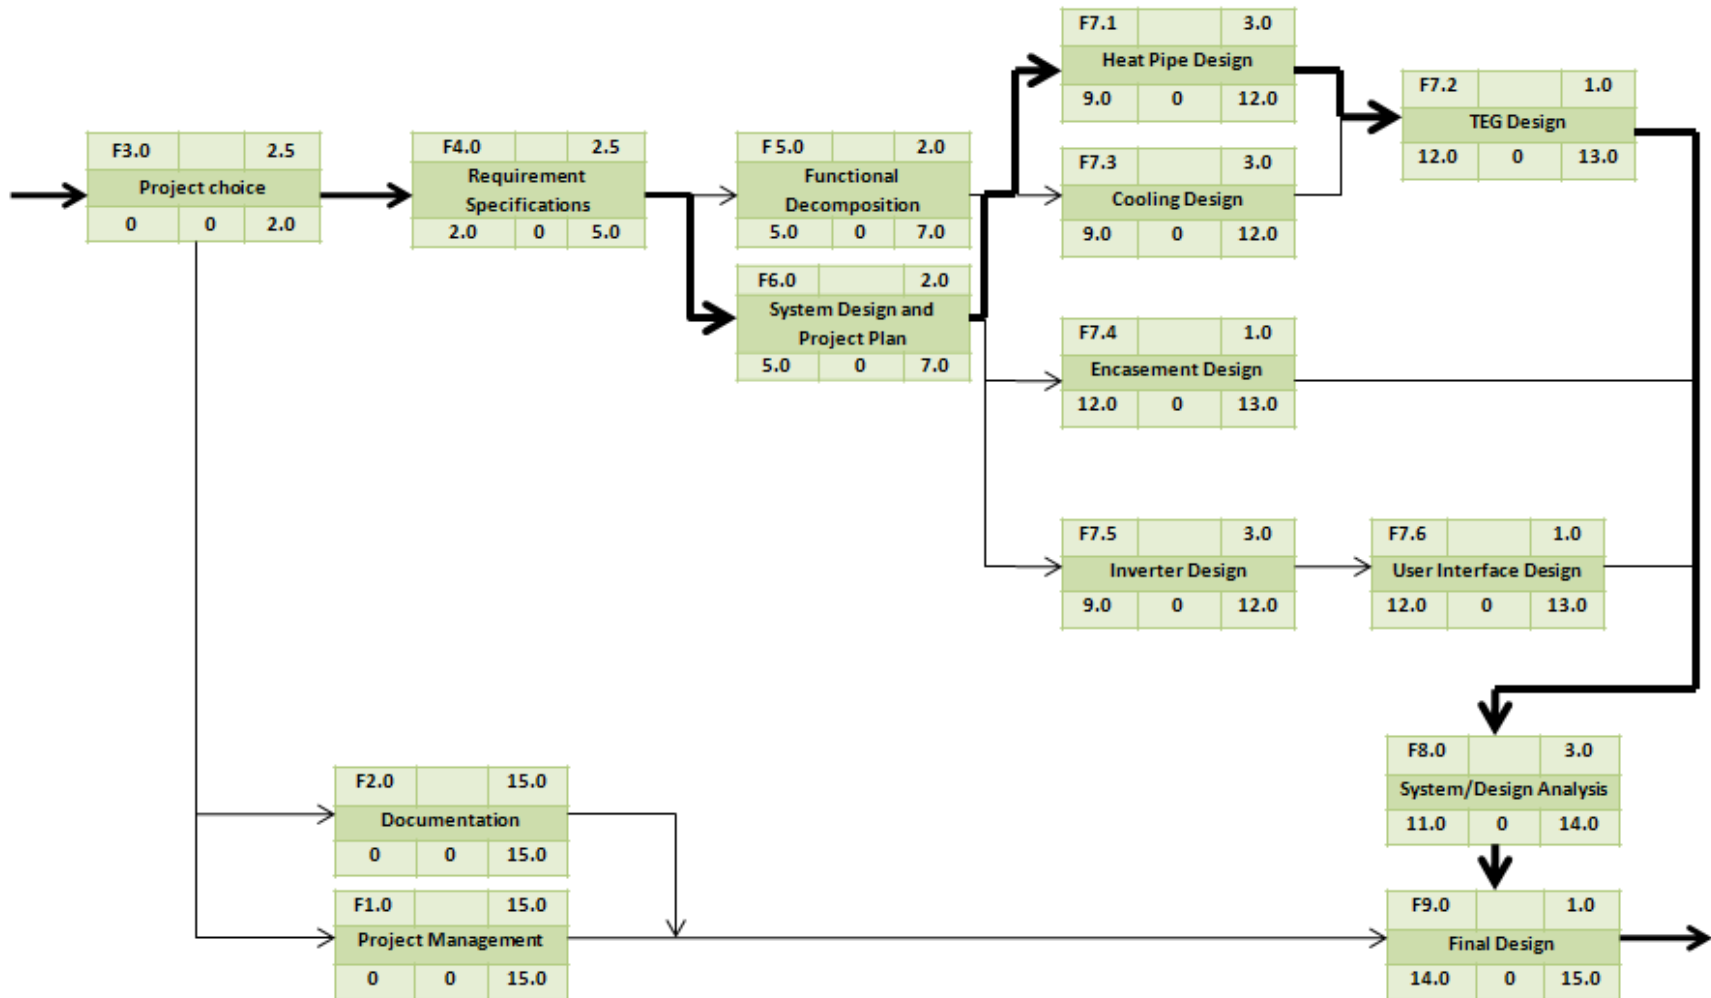 F3.0 2.5
Project choice
0 0 2.0
F4.0 2.5
Requirement
Specifications
2.0 0 5.0
F 5.0 2.0
Functional
Decomposition
5.0 0 7.0
F6.0 2.0
System Design and
Project Plan
5.0 0 7.0
F7.1 3.0
Heat Pipe Design
9.0 0 12.0
F7.2 1.0
TEG Design
12.0 0 13.0
F7.3 3.0
Cooling Design
9.0 0 12.0
F7.4 1.0
Encasement Design
12.0 0 13.0
F7.5 3.0
Inverter Design
9.0 0 12.0
F7.6 1.0
User Interface Design
12.0 0 13.0
F2.0 15.0
Documentation
0 0 15.0
F1.0 15.0
Project Management
0 0 15.0
F8.0 3.0
System/Design Analysis
11.0 0 14.0
F9.0 1.0
Final Design
14.0 0 15.0